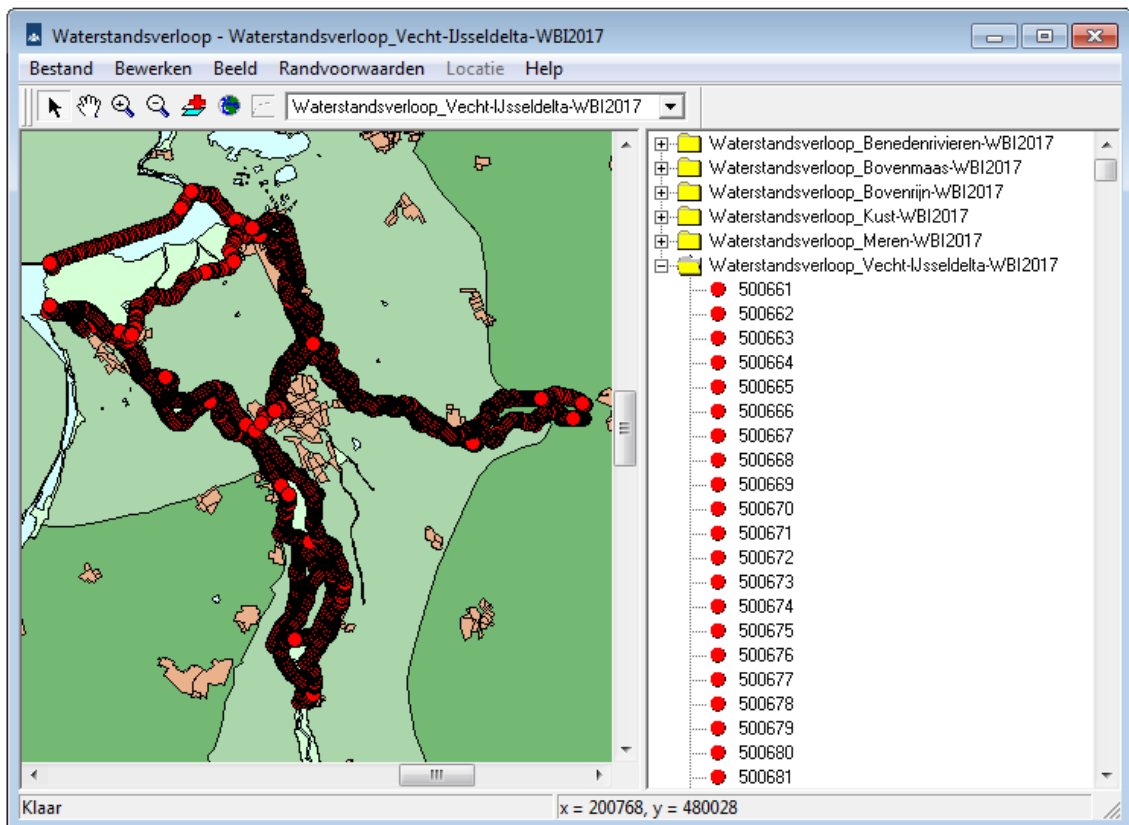 Waterstandsverloop - Waterstandsverloop_Vecht-IJsseldelta-WBI2017
Bestand Bewerken Beeld Randvoorwaarden Locatie Help
Waterstandsverloop_Vecht-IJsseldelta-WBI2017
Waterstandsverloop_Benedenrivieren-WBI2017
Waterstandsverloop_Bovenmaas-WBI2017
Waterstandsverloop_Bovenrijn-WBI2017
Waterstandsverloop_Kust-WBI2017
Waterstandsverloop_Meren-WBI2017
Waterstandsverloop_Vecht-IJsseldelta-WBI2017
500661
500662
500663
500664
500665
500666
500667
500668
500669
500670
500671
500672
500673
500674
500675
500676
500677
500678
500679
500680
500681
Klaar
x = 200768, y = 480028